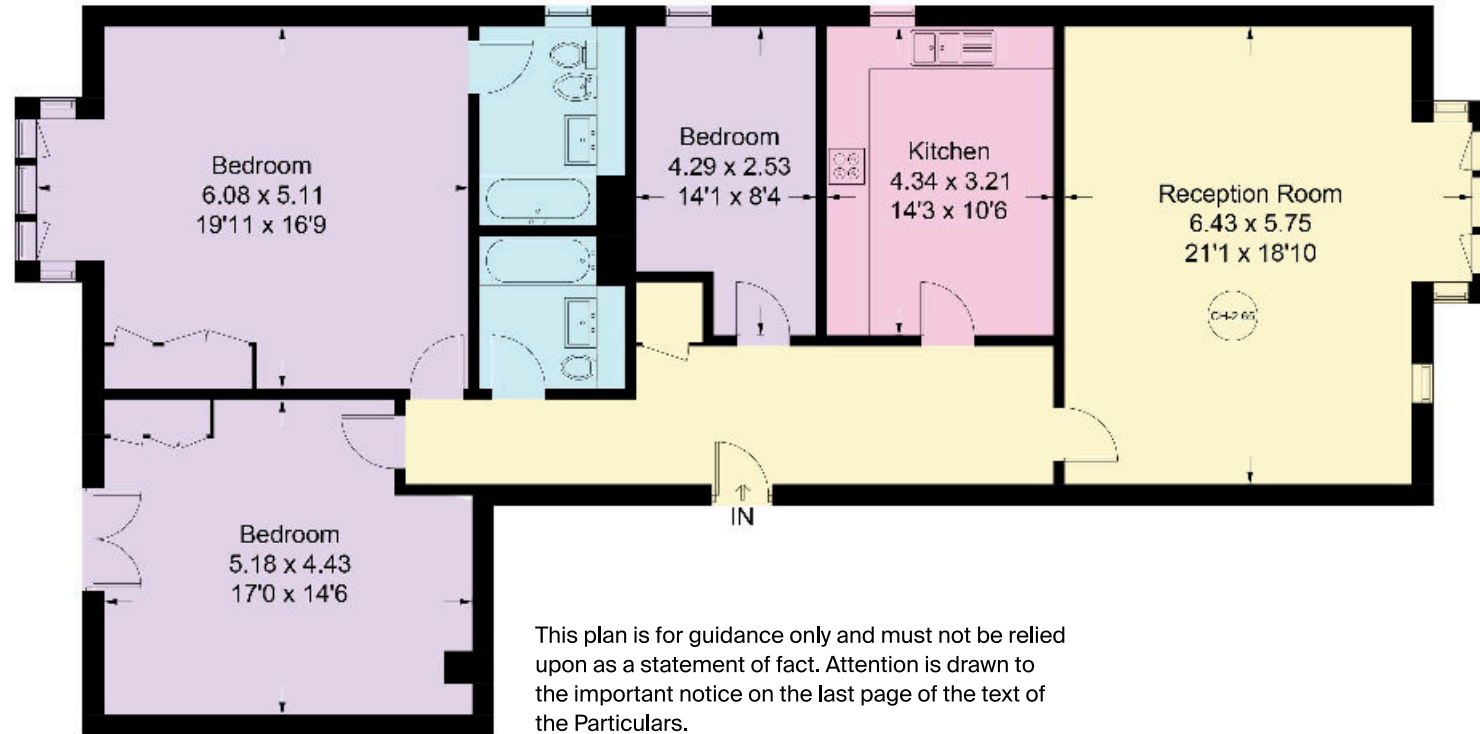 Bedroom
6.08 x 5.11
19'11 x 16'9
Bedroom
4.29 x 2.53
14'1 x 8'4
Kitchen
4.34 x 3.21
14'3 x 10'6
Reception Room
6.43 x 5.75
21'1 x 18'10
CH-2.65
IN
Bedroom
5.18 x 4.43
17'0 x 14'6
This plan is for guidance only and must not be relied
upon as a statement of fact. Attention is drawn to
the important notice on the last page of the text of
the Particulars.